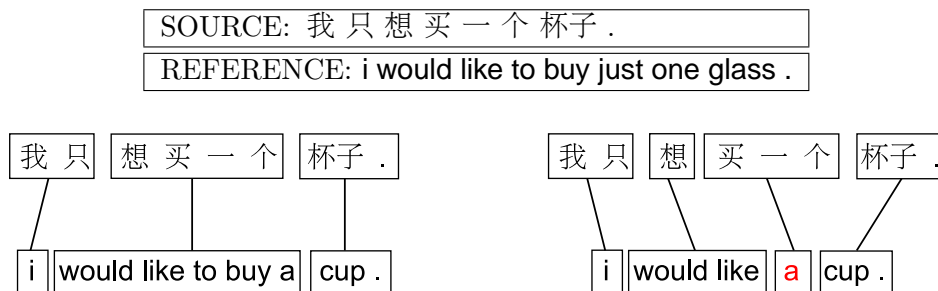 SOURCE: 我 只 想 买 一 个 杯子 .
REFERENCE: i would like to buy just one glass .
我 只 想 买 一 个 杯子 .
i would like to buy a cup .
我 只 想 买 一 个 杯子 .
i would like a cup .